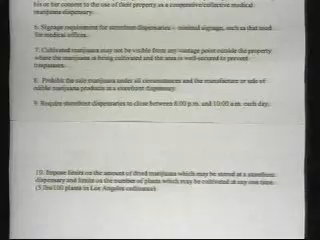 his or her consent to the use of their property as a cooperative/collective medical
marijuana dispensary.
6. Signage requirement for storefront dispensaries – minimal signage, such as that used
for medical offices.
7. Cultivated marijuana may not be visible from any vantage point outside the property
where the marijuana is being cultivated and the area is well-secured to prevent
trespassers.
8. Prohibit the sale marijuana under all circumstances and the manufacture or sale of
edible marijuana products in a storefront dispensary.
9. Require storefront dispensaries to close between 8:00 p.m. and 10:00 a.m. each day.
10. Impose limits on the amount of dried marijuana which may be stored at a storefront
dispensary and limits on the number of plants which may be cultivated at any one time
(5 lbs/100 plants in Los Angeles ordinance).